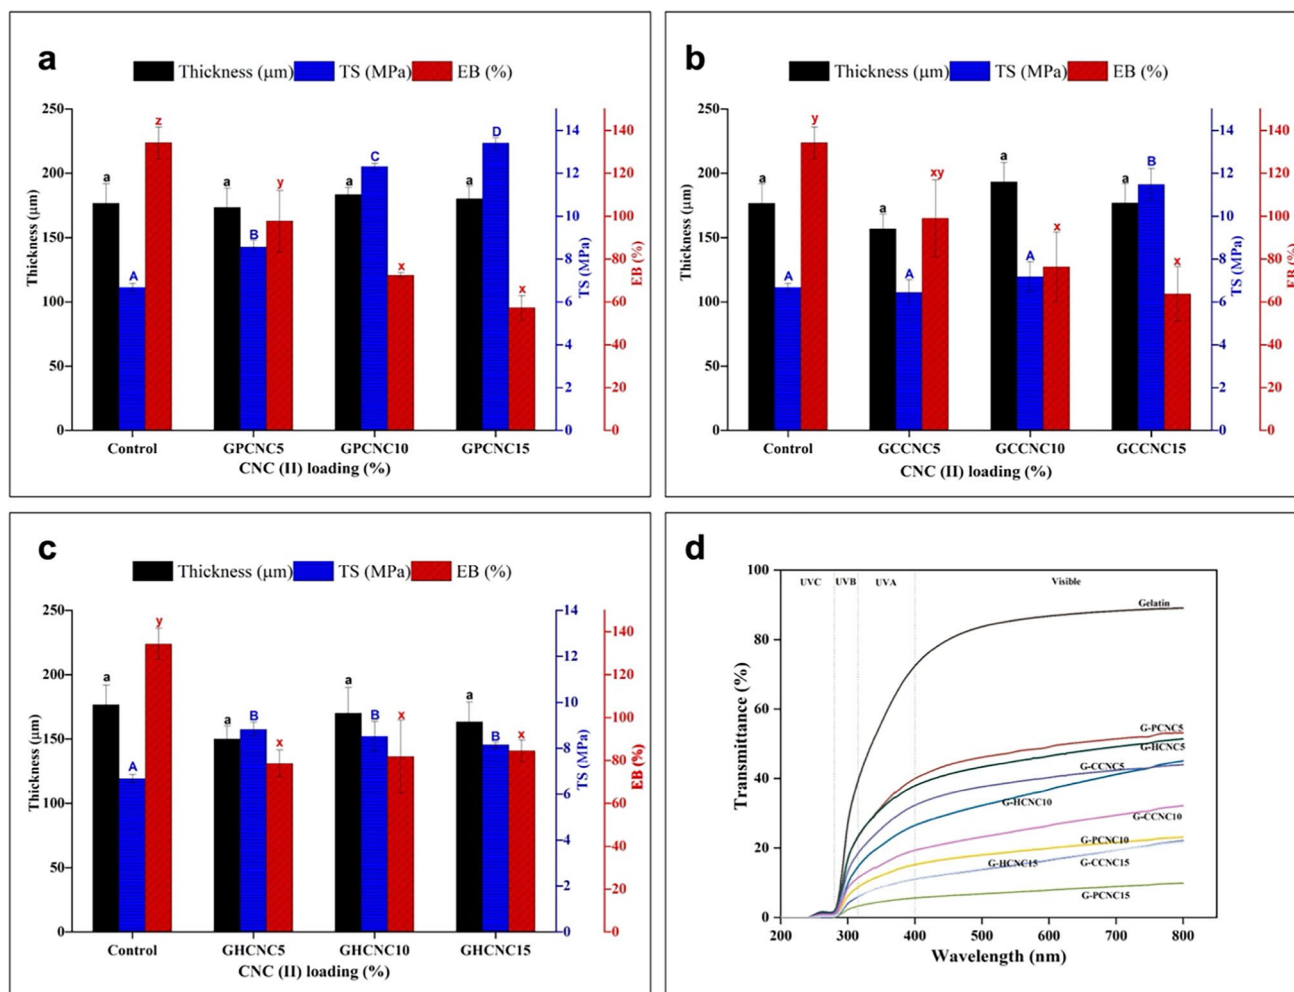 a
Thickness (μm) TS (MPa) EB (%)
250 14 140
200 12 120
150 10 100
100 8 80
50 6 60
0 4 40
2 20
0 0
Thickness (μm)
TS (MPa)
EB (%)
a A z
a B y
a C x
a D x
Control GPCNC5 GPCNC10 GPCNC15
CNC (II) loading (%)
b
Thickness (μm) TS (MPa) EB (%)
250 14 140
200 12 120
150 10 100
100 8 80
50 6 60
0 4 40
2 20
0 0
Thickness (μm)
TS (MPa)
EB (%)
a A y
a A xy
a A x
a B x
Control GCCNC5 GCCNC10 GCCNC15
CNC (II) loading (%)
c
Thickness (μm) TS (MPa) EB (%)
250 14 140
200 12 120
150 10 100
100 8 80
50 6 60
0 4 40
2 20
0 0
Thickness (μm)
TS (MPa)
EB (%)
a A y
a B x
a B x
a B x
Control GHCNC5 GHCNC10 GHCNC15
CNC (II) loading (%)
d
100
80
60
40
20
0
Transmittance (%)
UVC UVB UVA Visible
Gelatin
G-PCNC5
G-HCNC5
G-CCNC5
G-HCNC10
G-CCNC10
G-PCNC10
G-HCNC15 G-CCNC15
G-PCNC15
200 300 400 500 600 700 800
Wavelength (nm)